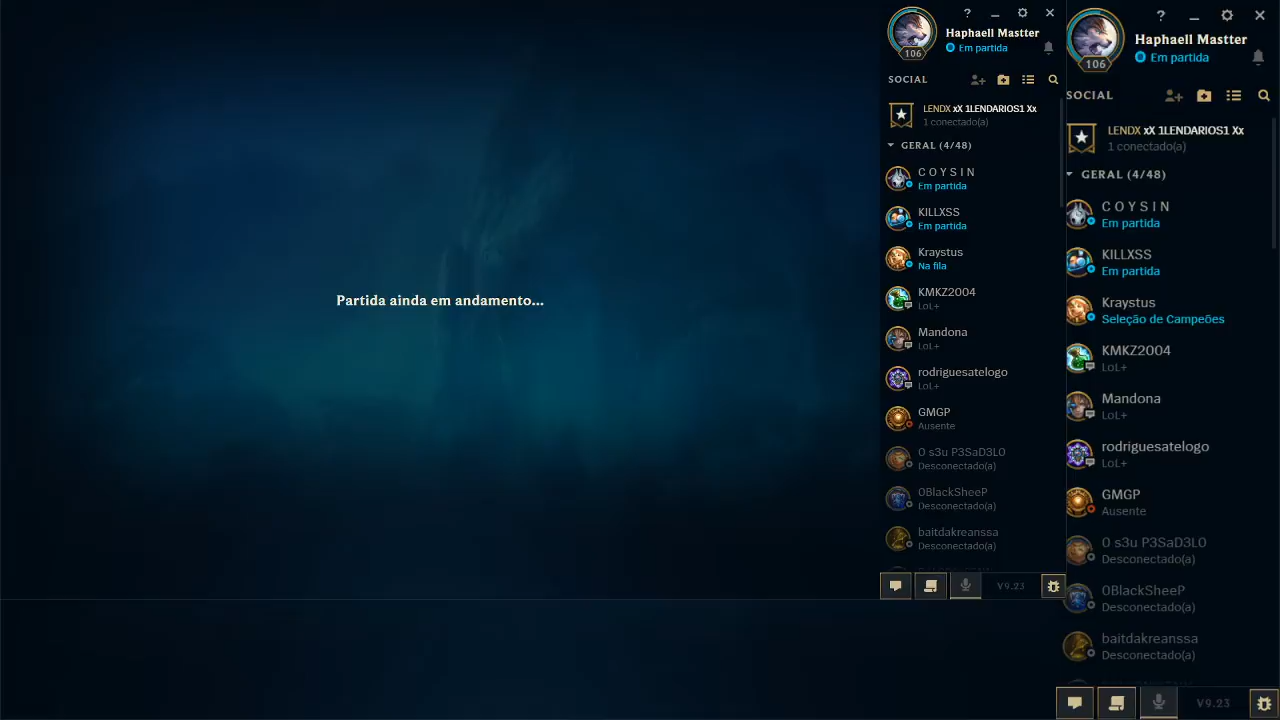 Haphaell Mastter
106
Em partida
SOCIAL
LENDX xX 1LENDARIOS1 Xx
1 conectado(a)
GERAL (4/48)
C O Y S I N
Em partida
KILLXSS
Em partida
Kraystus
Na fila
KMKZ2004
LoL+
Mandona
LoL+
rodriguesatelogo
LoL+
GMGP
Ausente
O s3u P3SaD3LO
Desconectado(a)
0BlackSheeP
Desconectado(a)
baitdakreanssa
Desconectado(a)
V9.23
Partida ainda em andamento...
Haphaell Mastter
106
Em partida
SOCIAL
LENDX xX 1LENDARIOS1 Xx
1 conectado(a)
GERAL (4/48)
C O Y S I N
Em partida
KILLXSS
Em partida
Kraystus
Seleção de Campeões
KMKZ2004
LoL+
Mandona
LoL+
rodriguesatelogo
LoL+
GMGP
Ausente
O s3u P3SaD3LO
Desconectado(a)
0BlackSheeP
Desconectado(a)
baitdakreanssa
Desconectado(a)
V9.23